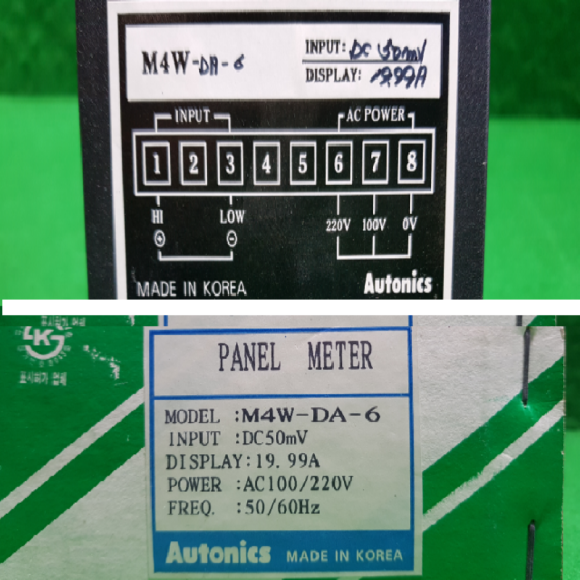 M4W-DA-6
INPUT: DC 50mV
DISPLAY: 19.99A
INPUT
AC POWER
1 2 3 4 5 6 7 8
HI LOW 220V 100V 0V
MADE IN KOREA Autonics
PANEL METER
MODEL :M4W-DA-6
INPUT :DC50mV
DISPLAY:19.99A
POWER :AC100/220V
FREQ. :50/60Hz
Autonics MADE IN KOREA